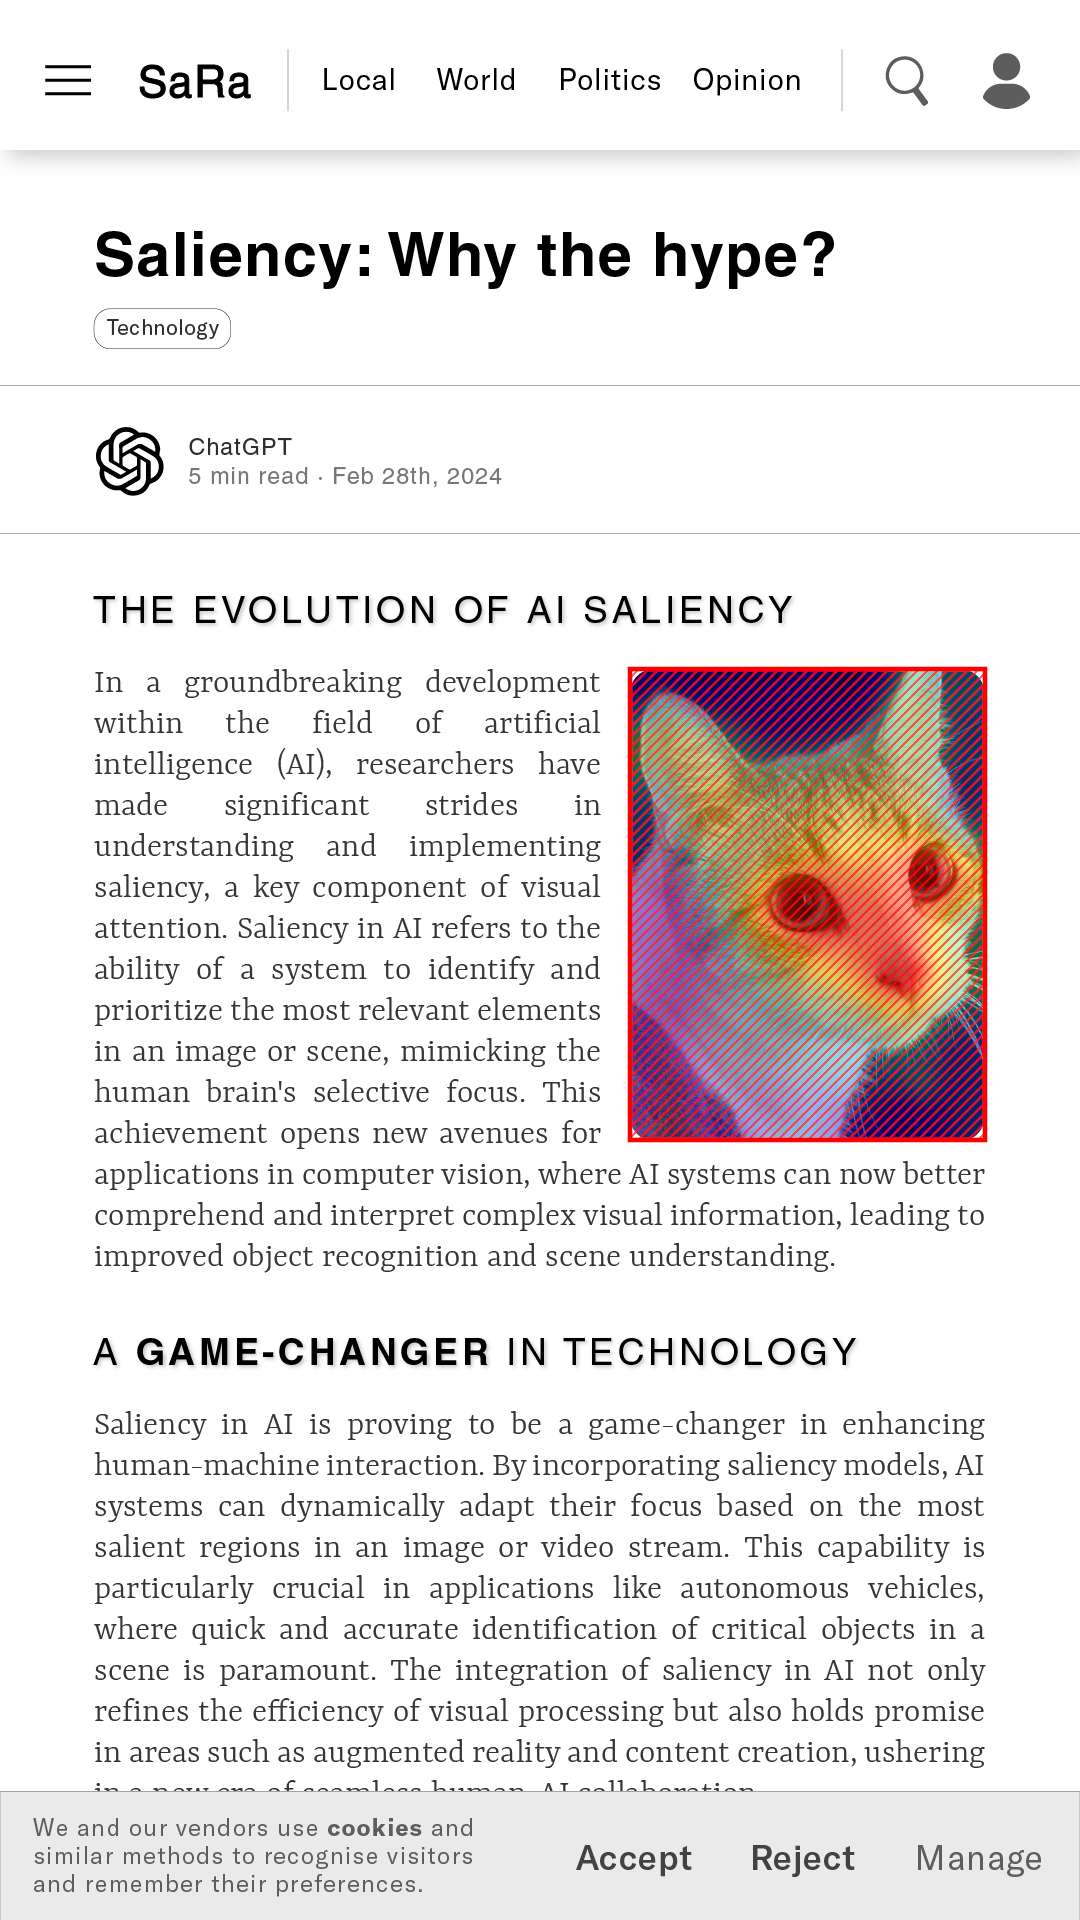 SaRa
Local
World
Politics
Opinion
Saliency: Why the hype?
Technology
ChatGPT
5 min read · Feb 28th, 2024
THE EVOLUTION OF AI SALIENCY
In a groundbreaking development
within the field of artificial
intelligence (AI), researchers have
made significant strides in
understanding and implementing
saliency, a key component of visual
attention. Saliency in AI refers to the
ability of a system to identify and
prioritize the most relevant elements
in an image or scene, mimicking the
human brain's selective focus. This
achievement opens new avenues for
applications in computer vision, where AI systems can now better
comprehend and interpret complex visual information, leading to
improved object recognition and scene understanding.
A GAME-CHANGER IN TECHNOLOGY
Saliency in AI is proving to be a game-changer in enhancing
human-machine interaction. By incorporating saliency models, AI
systems can dynamically adapt their focus based on the most
salient regions in an image or video stream. This capability is
particularly crucial in applications like autonomous vehicles,
where quick and accurate identification of critical objects in a
scene is paramount. The integration of saliency in AI not only
refines the efficiency of visual processing but also holds promise
in areas such as augmented reality and content creation, ushering
in a new era of seamless human-AI collaboration.
We and our vendors use cookies and
similar methods to recognise visitors
and remember their preferences.
Accept
Reject
Manage